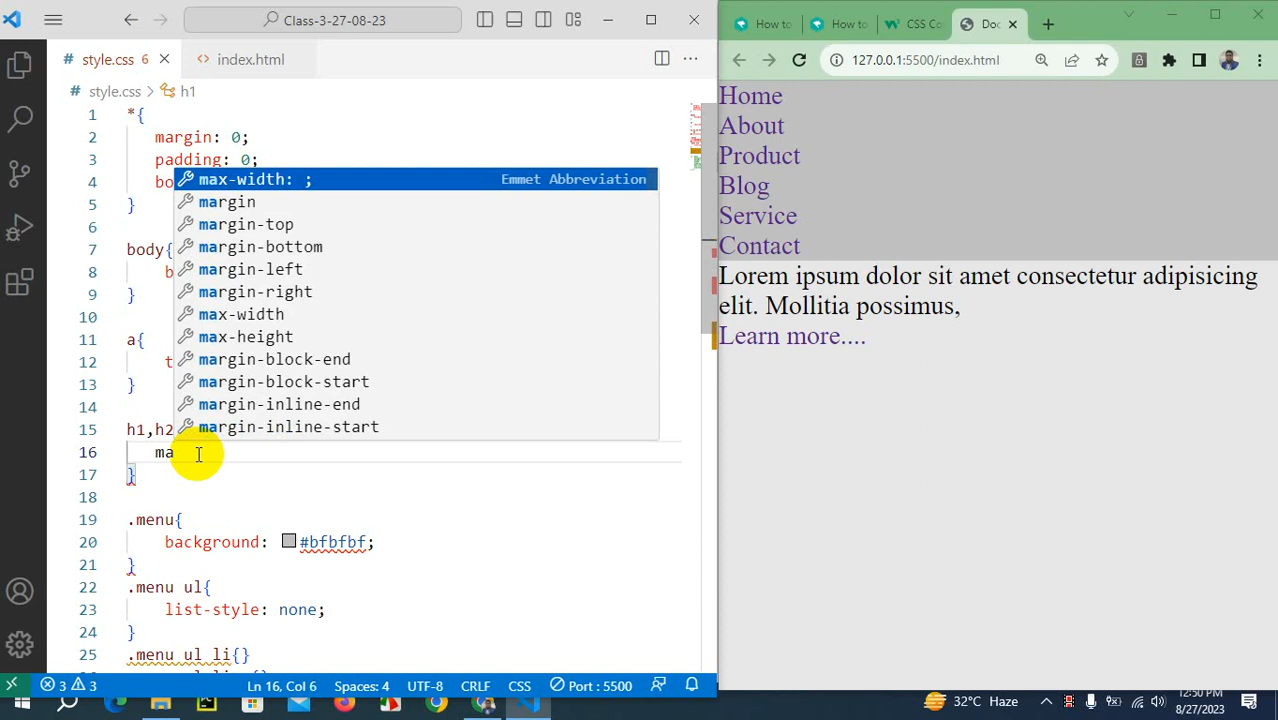 Class-3-27-08-23
How to
How to
CSS Co
Doc
# style.css 6
<> index.html
127.0.0.1:5500/index.html
# style.css > h1
1 *{
2 margin: 0;
3 padding: 0;
4 bo
5 }
6
7 body{
8 b
9 }
10
11 a{
12 t
13 }
14
15 h1,h2
16 ma
17 }
18
19 .menu{
20 background: #bfbfbf;
21 }
22 .menu ul{
23 list-style: none;
24 }
25 .menu ul li{}
max-width: ; Emmet Abbreviation
margin
margin-top
margin-bottom
margin-left
margin-right
max-width
max-height
margin-block-end
margin-block-start
margin-inline-end
margin-inline-start
Home
About
Product
Blog
Service
Contact
Lorem ipsum dolor sit amet consectetur adipisicing
elit. Mollitia possimus,
Learn more....
3 3
Ln 16, Col 6
Spaces: 4
UTF-8
CRLF
CSS
Port : 5500
32°C Haze
12:50 PM
8/27/2023